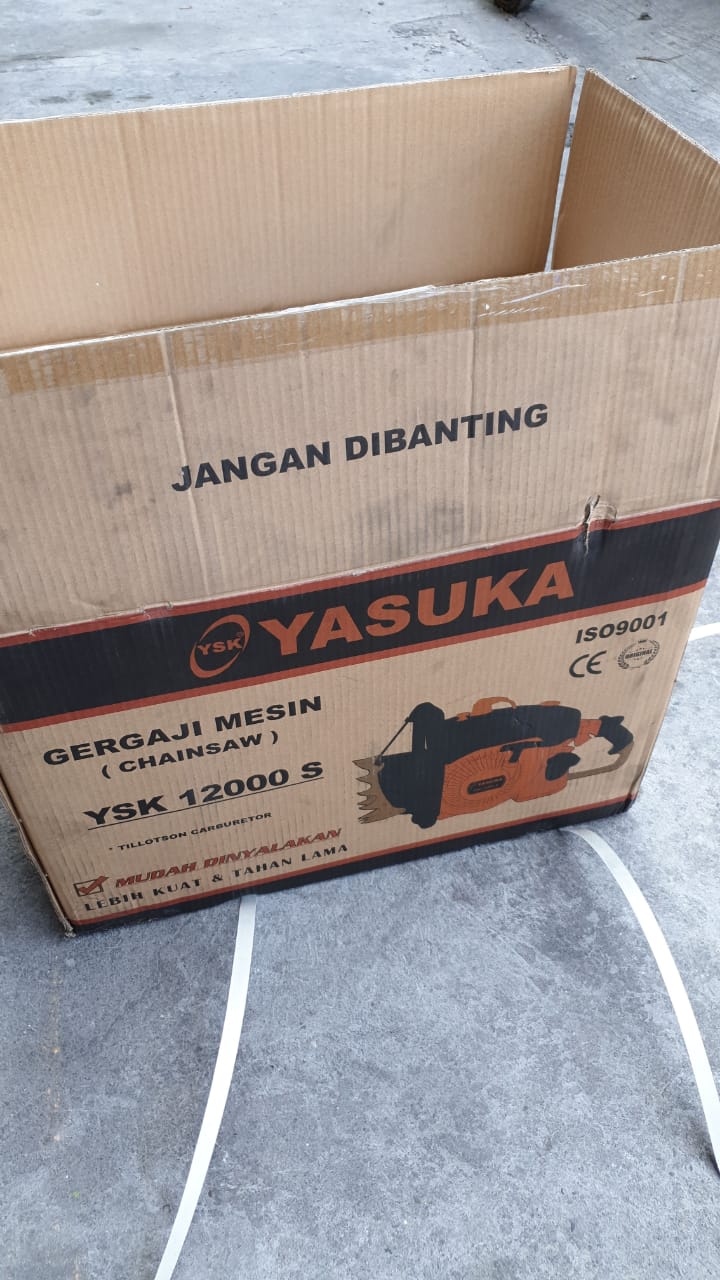 JANGAN DIBANTING
YSK YASUKA
ISO9001
CE ORIGINAL
GERGAJI MESIN
( CHAINSAW )
YSK 12000 S
* TILLOTSON CARBURETOR
MUDAH DINYALAKAN
LEBIH KUAT & TAHAN LAMA
YASUKA